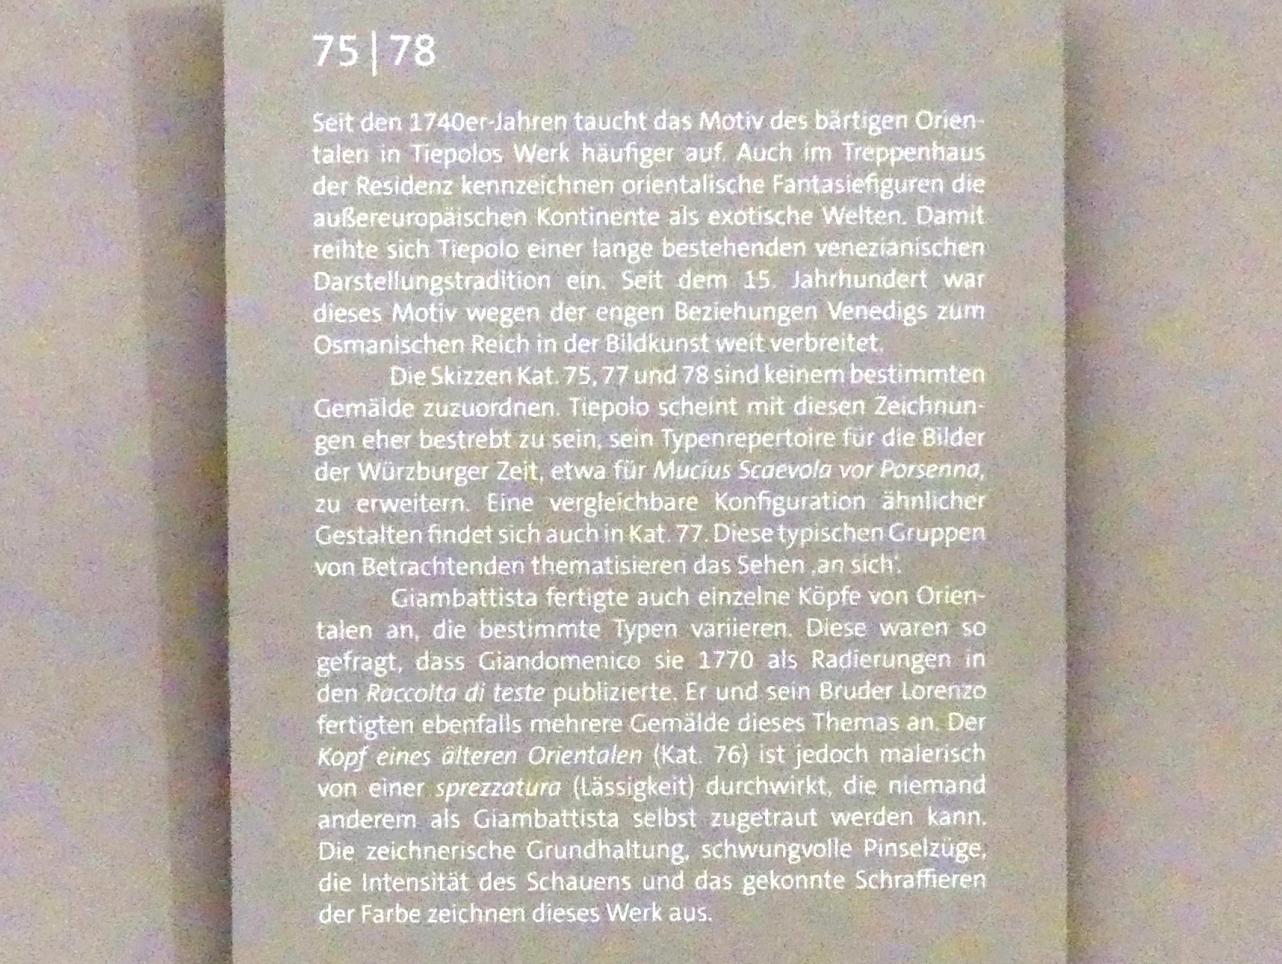 75|78
Seit den 1740er-Jahren taucht das Motiv des bärtigen Orien-
talen in Tiepolos Werk häufiger auf. Auch im Treppenhaus
der Residenz kennzeichnen orientalische Fantasiefiguren die
außereuropäischen Kontinente als exotische Welten. Damit
reihte sich Tiepolo einer lange bestehenden venezianischen
Darstellungstradition ein. Seit dem 15. Jahrhundert war
dieses Motiv wegen der engen Beziehungen Venedigs zum
Osmanischen Reich in der Bildkunst weit verbreitet.
Die Skizzen Kat. 75, 77 und 78 sind keinem bestimmten
Gemälde zuzuordnen. Tiepolo scheint mit diesen Zeichnun-
gen eher bestrebt zu sein, sein Typenrepertoire für die Bilder
der Würzburger Zeit, etwa für Mucius Scaevola vor Porsenna,
zu erweitern. Eine vergleichbare Konfiguration ähnlicher
Gestalten findet sich auch in Kat. 77. Diese typischen Gruppen
von Betrachtenden thematisieren das Sehen ‚an sich‘.
Giambattista fertigte auch einzelne Köpfe von Orien-
talen an, die bestimmte Typen variieren. Diese waren so
gefragt, dass Giandomenico sie 1770 als Radierungen in
den Raccolta di teste publizierte. Er und sein Bruder Lorenzo
fertigten ebenfalls mehrere Gemälde dieses Themas an. Der
Kopf eines älteren Orientalen (Kat. 76) ist jedoch malerisch
von einer sprezzatura (Lässigkeit) durchwirkt, die niemand
anderem als Giambattista selbst zugetraut werden kann.
Die zeichnerische Grundhaltung, schwungvolle Pinselzüge,
die Intensität des Schauens und das gekonnte Schraffieren
der Farbe zeichnen dieses Werk aus.